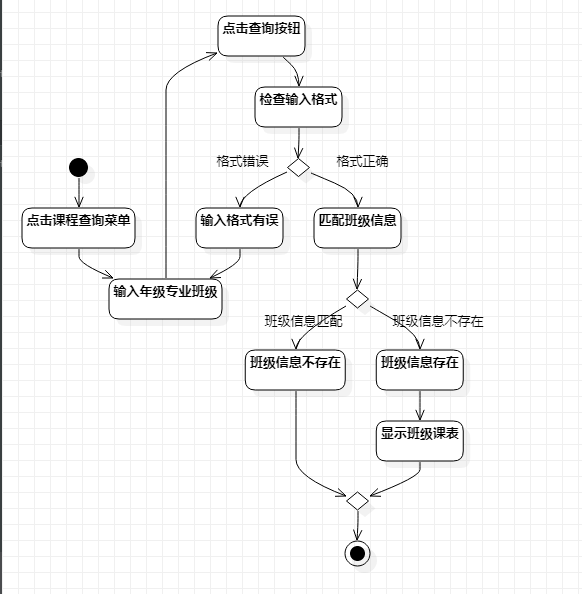 点击查询按钮
检查输入格式
格式错误
格式正确
点击课程查询菜单
输入格式有误
匹配班级信息
输入年级专业班级
班级信息匹配
班级信息不存在
班级信息不存在
班级信息存在
显示班级课表